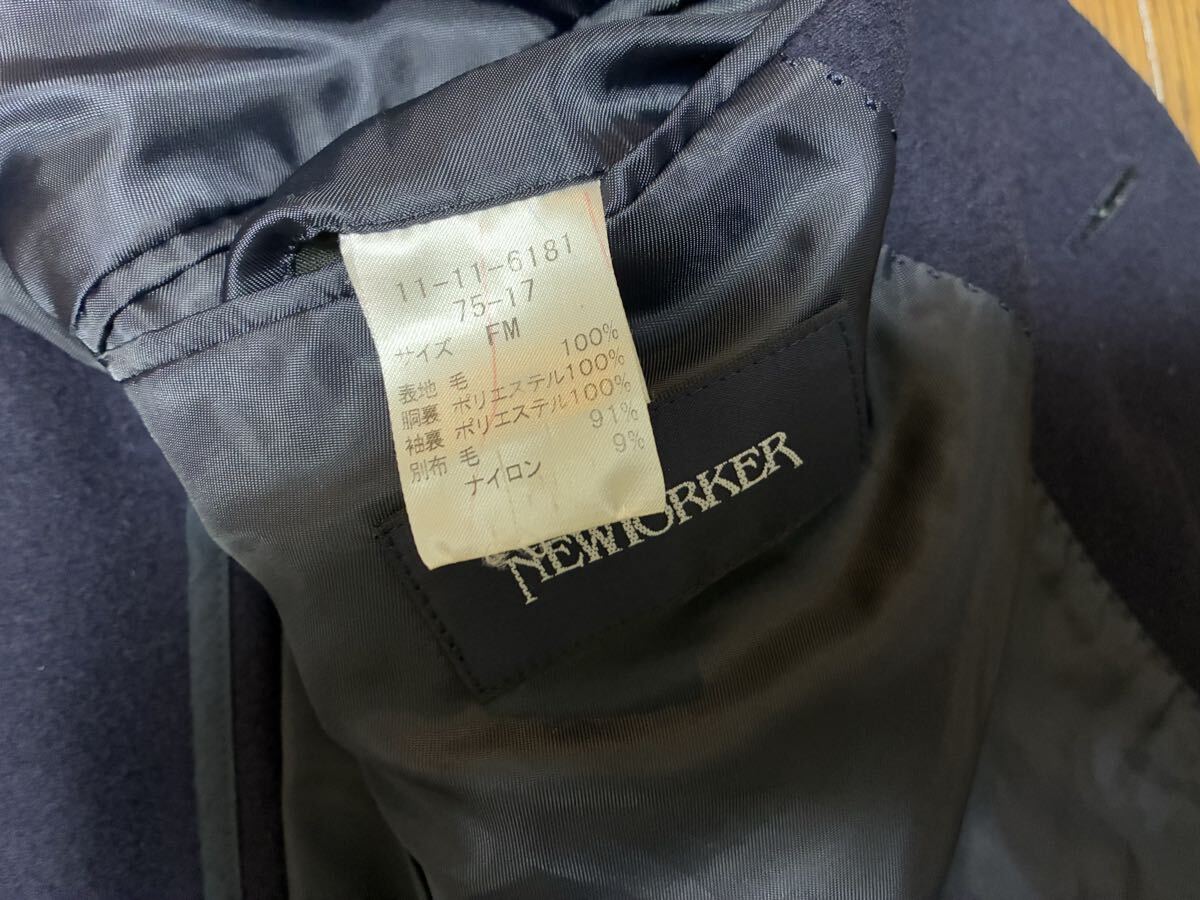 11-11-6181
75-17
サイズ FM
表地 毛 100%
胴裏 ポリエステル100%
袖裏 ポリエステル100%
別布 毛 91%
ナイロン 9%
NEWYORKER